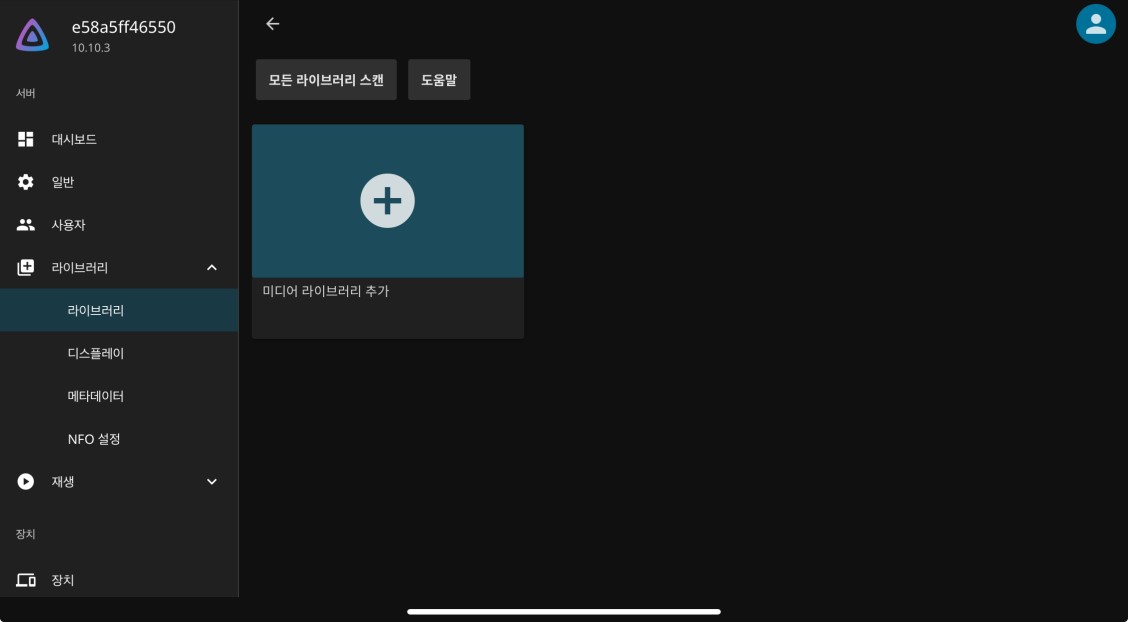 e58a5ff46550
10.10.3
서버
대시보드
일반
사용자
라이브러리
라이브러리
디스플레이
메타데이터
NFO 설정
재생
장치
장치
모든 라이브러리 스캔
도움말
미디어 라이브러리 추가